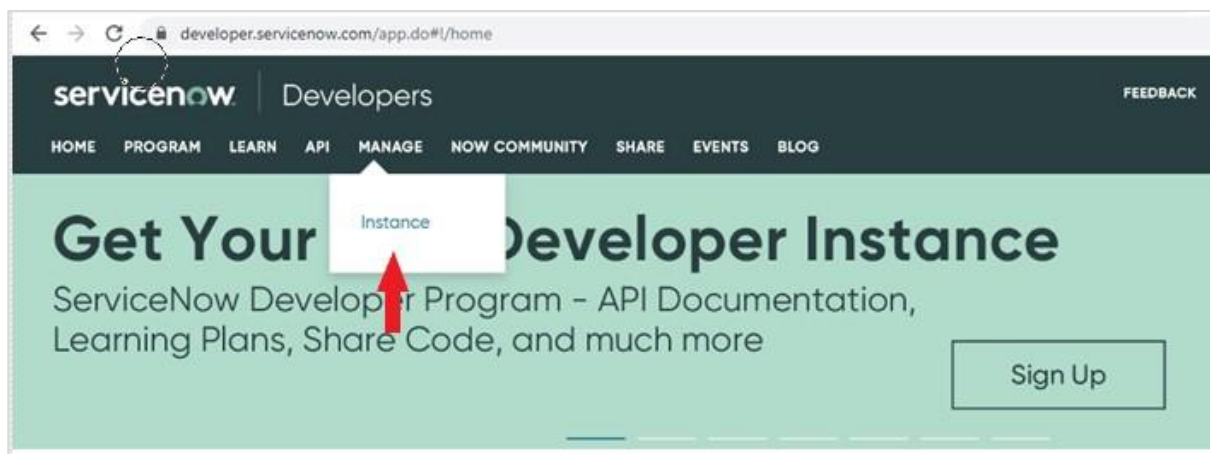 developer.servicenow.com/app.do#!/home
servicenow. Developers
FEEDBACK
HOME PROGRAM LEARN API MANAGE NOW COMMUNITY SHARE EVENTS BLOG
Instance
Get Your Developer Instance
ServiceNow Developer Program – API Documentation,
Learning Plans, Share Code, and much more
Sign Up